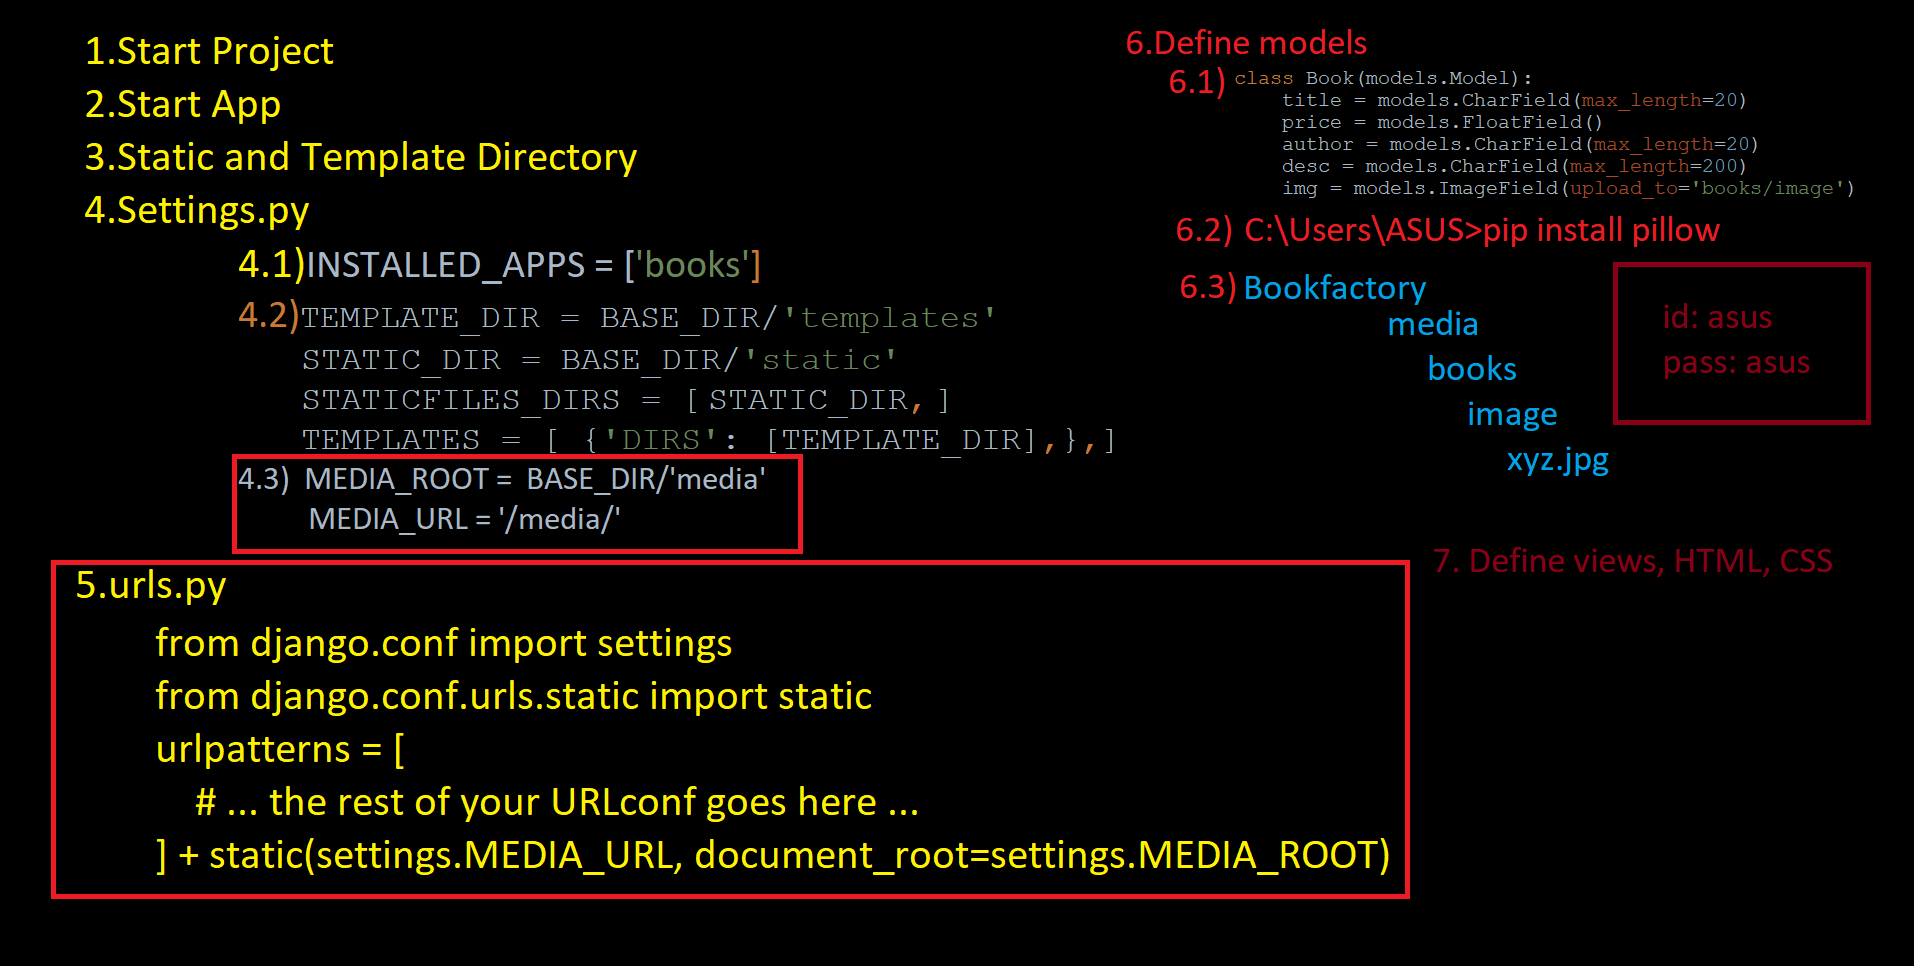 1.Start Project
2.Start App
3.Static and Template Directory
4.Settings.py
4.1)INSTALLED_APPS = ['books']
4.2)TEMPLATE_DIR = BASE_DIR/'templates'
STATIC_DIR = BASE_DIR/'static'
STATICFILES_DIRS = [ STATIC_DIR, ]
TEMPLATES = [ {'DIRS': [TEMPLATE_DIR],},]
4.3) MEDIA_ROOT = BASE_DIR/'media'
MEDIA_URL = '/media/'
5.urls.py
from django.conf import settings
from django.conf.urls.static import static
urlpatterns = [
# ... the rest of your URLconf goes here ...
] + static(settings.MEDIA_URL, document_root=settings.MEDIA_ROOT)
6.Define models
6.1) class Book(models.Model):
title = models.CharField(max_length=20)
price = models.FloatField()
author = models.CharField(max_length=20)
desc = models.CharField(max_length=200)
img = models.ImageField(upload_to='books/image')
6.2) C:\Users\ASUS>pip install pillow
6.3) Bookfactory
media
books
image
xyz.jpg
id: asus
pass: asus
7. Define views, HTML, CSS